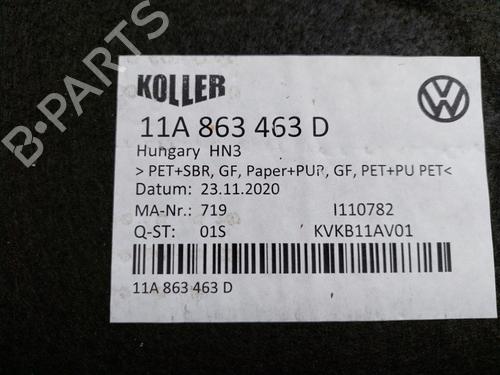 KOLLER
11A 863 463 D
Hungary HN3
> PET+SBR, GF, Paper+PUR, GF, PET+PU PET<
Datum: 23.11.2020
MA-Nr.: 719 I110782
Q-ST: 01S KVKB11AV01
11A 863 463 D
B-PARTS